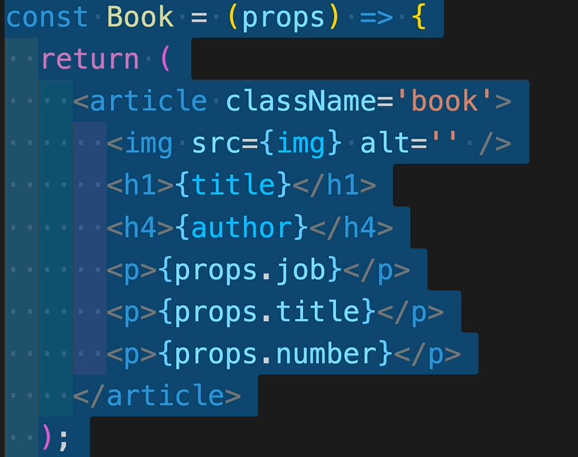 const Book = (props) => {
  return (
    <article className='book'>
      <img src={img} alt='' />
      <h1>{title}</h1>
      <h4>{author}</h4>
      <p>{props.job}</p>
      <p>{props.title}</p>
      <p>{props.number}</p>
    </article>
  );